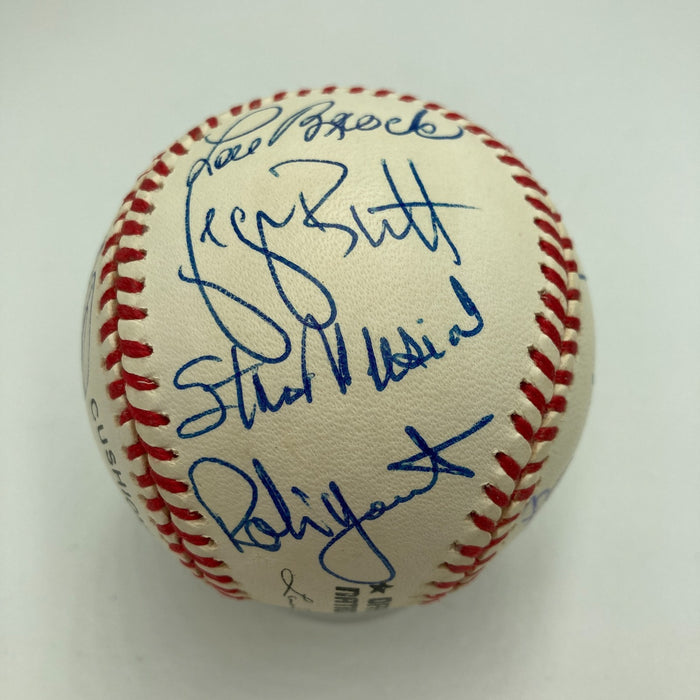 Lou Brock
George Brett
Stan Musial
Robin Yount
CUSHIO